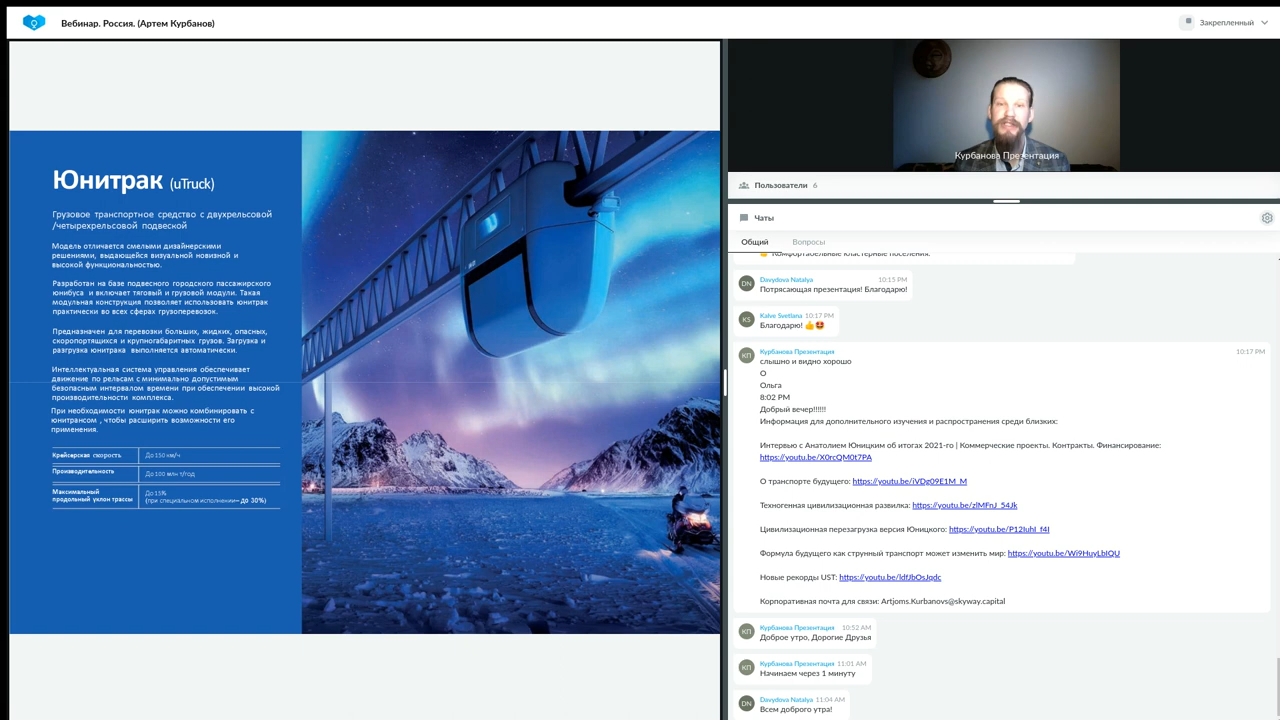 Вебинар. Россия. (Артем Курбанов)
Закрепленный
Юнитрак (uTruck)
Грузовое транспортное средство с двухрельсовой
/четырехрельсовой подвеской
Модель отличается смелыми дизайнерскими
решениями, выдающейся визуальной новизной и
высокой функциональностью.
Разработан на базе подвесного городского пассажирского
юнибуса и включает тяговый и грузовой модули. Такая
модульная конструкция позволяет использовать юнитрак
практически во всех сферах грузоперевозок.
Предназначен для перевозки больших, жидких, опасных,
скоропортящихся и крупногабаритных грузов. Загрузка и
разгрузка юнитрака выполняется автоматически.
Интеллектуальная система управления обеспечивает
движение по рельсам с минимально допустимым
безопасным интервалом времени при обеспечении высокой
производительности комплекса.
При необходимости юнитрак можно комбинировать с
юнитрансом , чтобы расширить возможности его
применения.
Крейсерская скорость До 150 км/ч
Производительность До 100 млн т/год
Максимальный
продольный уклон трассы
До 15%
(при специальном исполнении— до 30%)
Курбанова Презентация
Пользователи 6
Чаты
Общий Вопросы
Комфортабельные кластерные поселения.
DN Davydova Natalya 10:15 PM
Потрясающая презентация! Благодарю!
KS Kalve Svetlana 10:17 PM
Благодарю! 👍🤩
КП Курбанова Презентация 10:17 PM
слышно и видно хорошо
О
Ольга
8:02 PM
Добрый вечер!!!!!!
Информация для дополнительного изучения и распространения среди близких:
Интервью с Анатолием Юницким об итогах 2021-го | Коммерческие проекты. Контракты. Финансирование:
https://youtu.be/X0rcQM0t7PA
О транспорте будущего: https://youtu.be/iVDg09E1M_M
Техногенная цивилизационная развилка: https://youtu.be/zlMFnJ_54Jk
Цивилизационная перезагрузка версия Юницкого: https://youtu.be/P12IuhI_f4I
Формула будущего как струнный транспорт может изменить мир: https://youtu.be/Wi9HuyLbIQU
Новые рекорды UST: https://youtu.be/ldfJbOsJqdc
Корпоративная почта для связи: Artjoms.Kurbanovs@skyway.capital
КП Курбанова Презентация 10:52 AM
Доброе утро, Дорогие Друзья
КП Курбанова Презентация 11:01 AM
Начинаем через 1 минуту
DN Davydova Natalya 11:04 AM
Всем доброго утра!